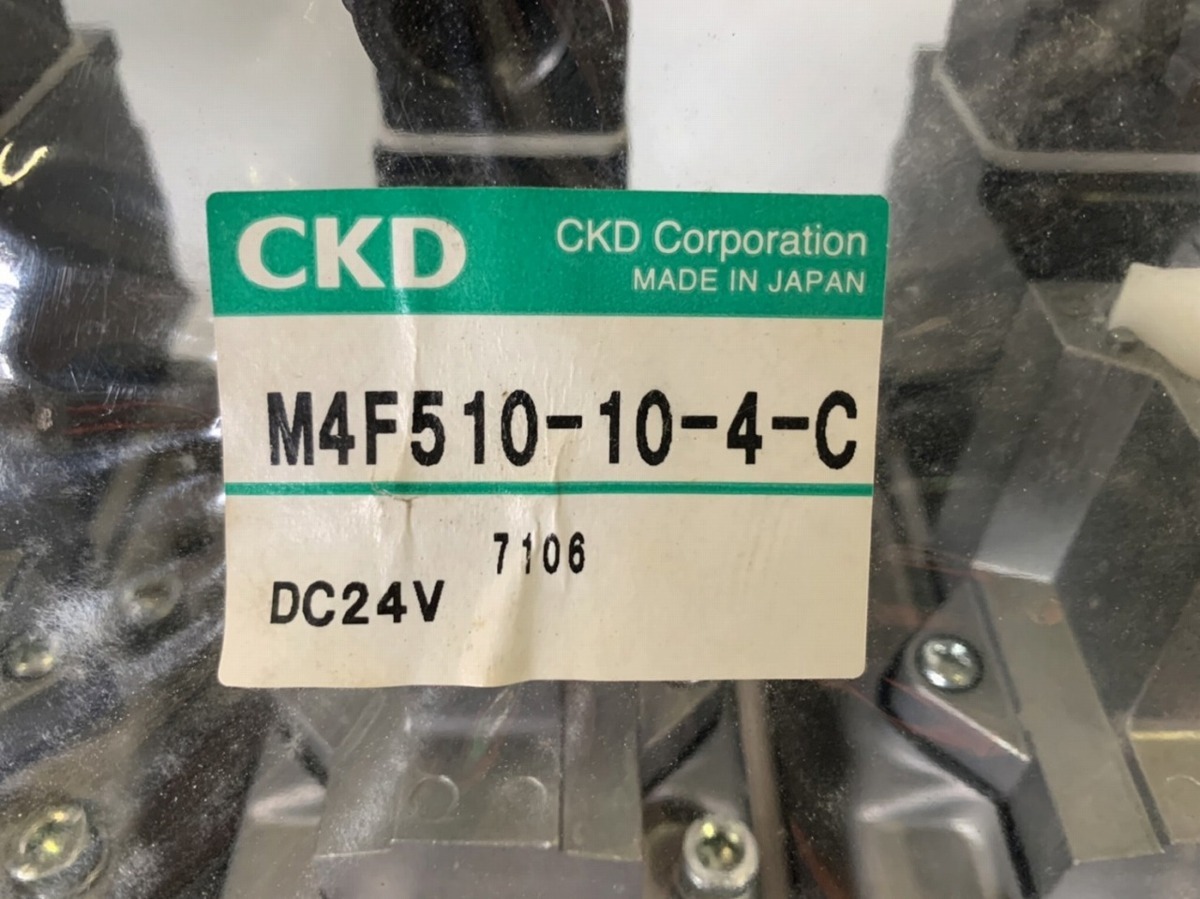 CKD
CKD Corporation
MADE IN JAPAN
M4F510-10-4-C
7106
DC24V